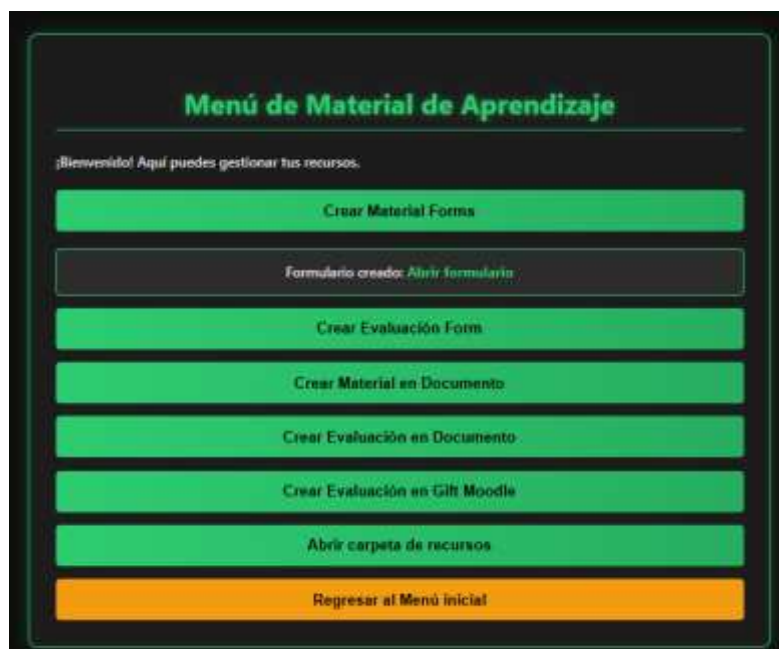 Menú de Material de Aprendizaje
¡Bienvenido! Aquí puedes gestionar tus recursos.
Crear Material Forms
Formulario creado: Abrir formulario
Crear Evaluación Form
Crear Material en Documento
Crear Evaluación en Documento
Crear Evaluación en Gift Moodle
Abrir carpeta de recursos
Regresar al Menú inicial